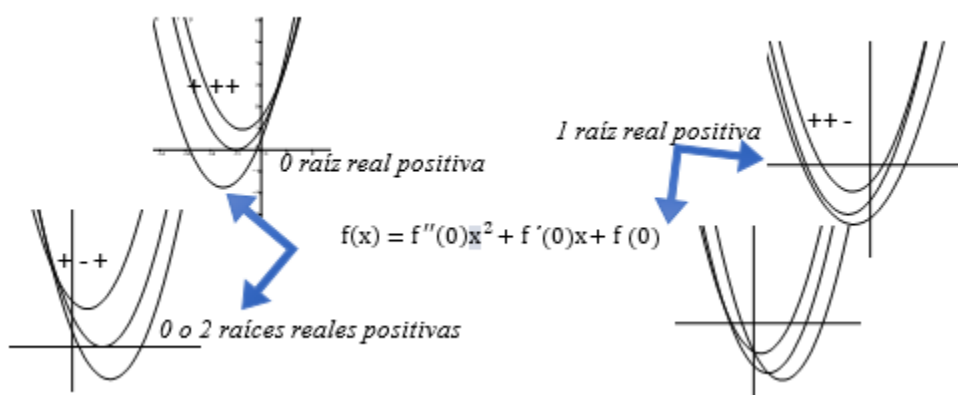 + ++
0 raíz real positiva
1 raíz real positiva
++ -
f(x) = f″(0)x² + f ´(0)x + f (0)
+ - +
0 o 2 raíces reales positivas